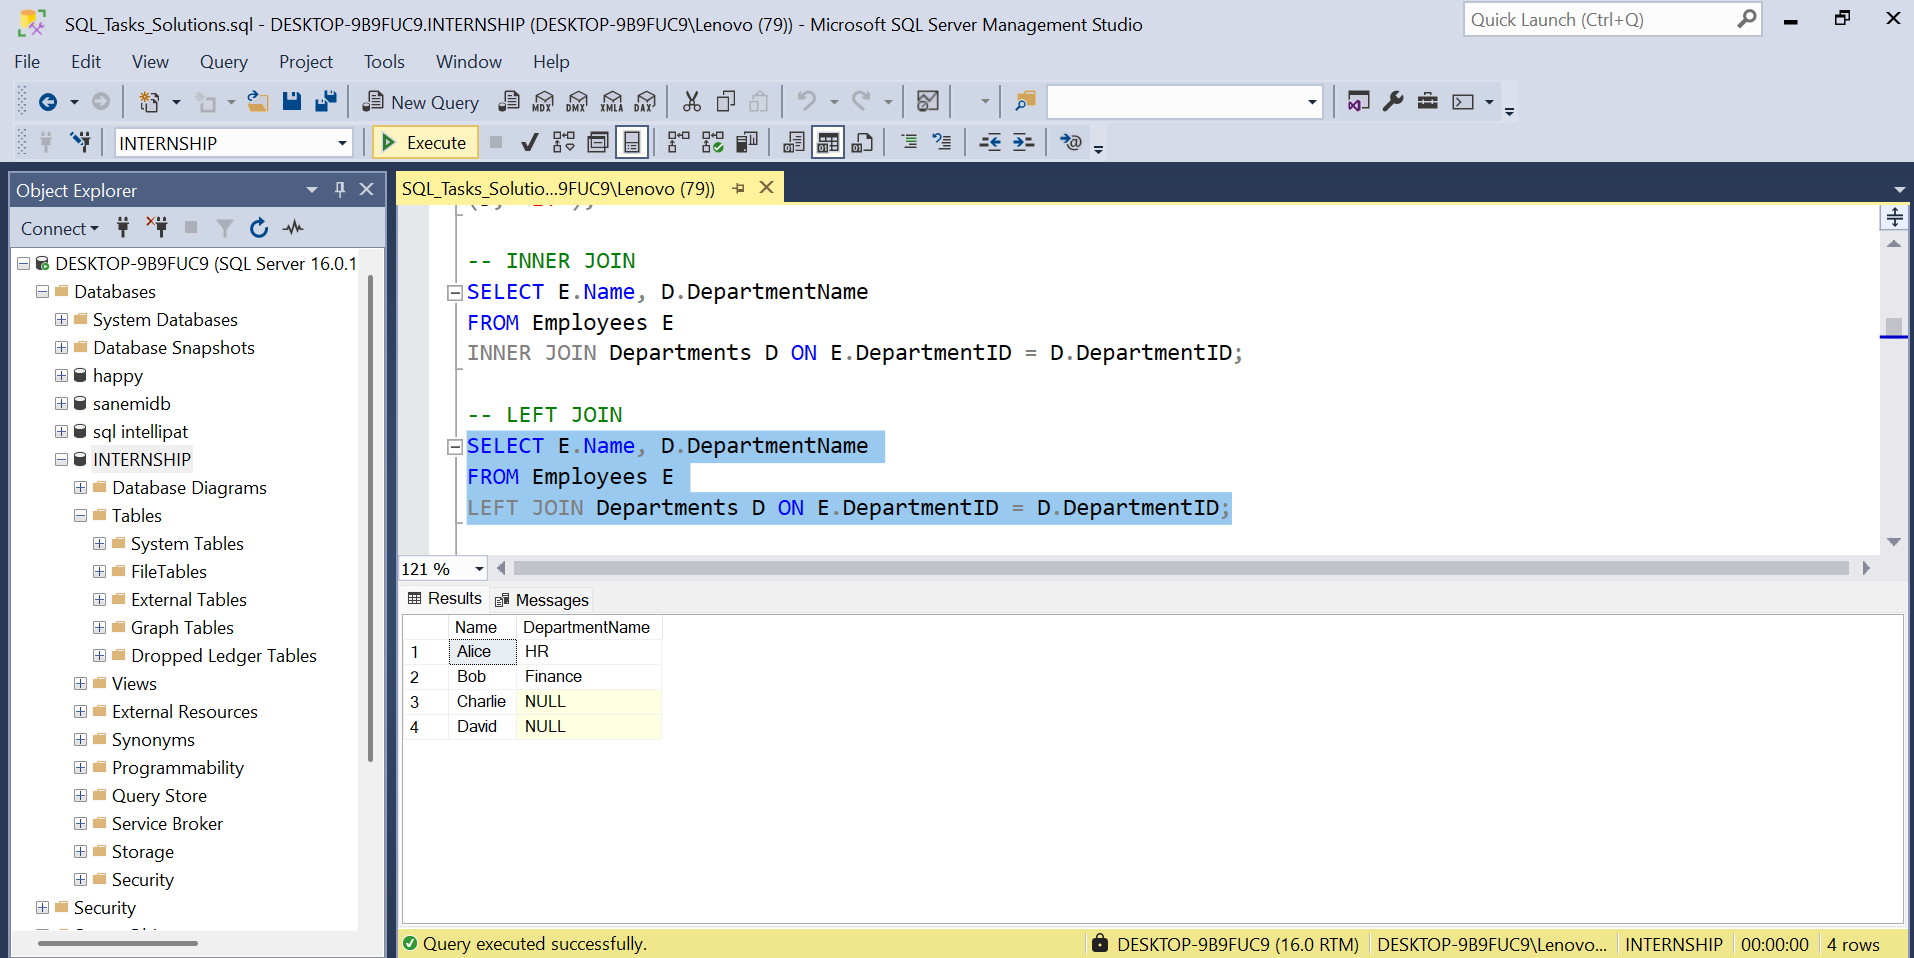 SQL_Tasks_Solutions.sql - DESKTOP-9B9FUC9.INTERNSHIP (DESKTOP-9B9FUC9\Lenovo (79)) - Microsoft SQL Server Management Studio
Quick Launch (Ctrl+Q)
File Edit View Query Project Tools Window Help
New Query MDX DMX XMLA DAX
INTERNSHIP Execute
Object Explorer
Connect
DESKTOP-9B9FUC9 (SQL Server 16.0.1
Databases
System Databases
Database Snapshots
happy
sanemidb
sql intellipat
INTERNSHIP
Database Diagrams
Tables
System Tables
FileTables
External Tables
Graph Tables
Dropped Ledger Tables
Views
External Resources
Synonyms
Programmability
Query Store
Service Broker
Storage
Security
Security
SQL_Tasks_Solutio...9FUC9\Lenovo (79))
-- INNER JOIN
SELECT E.Name, D.DepartmentName
FROM Employees E
INNER JOIN Departments D ON E.DepartmentID = D.DepartmentID;
-- LEFT JOIN
SELECT E.Name, D.DepartmentName
FROM Employees E
LEFT JOIN Departments D ON E.DepartmentID = D.DepartmentID;
121 %
Results Messages
Name DepartmentName
1 Alice HR
2 Bob Finance
3 Charlie NULL
4 David NULL
Query executed successfully. DESKTOP-9B9FUC9 (16.0 RTM) DESKTOP-9B9FUC9\Lenovo... INTERNSHIP 00:00:00 4 rows